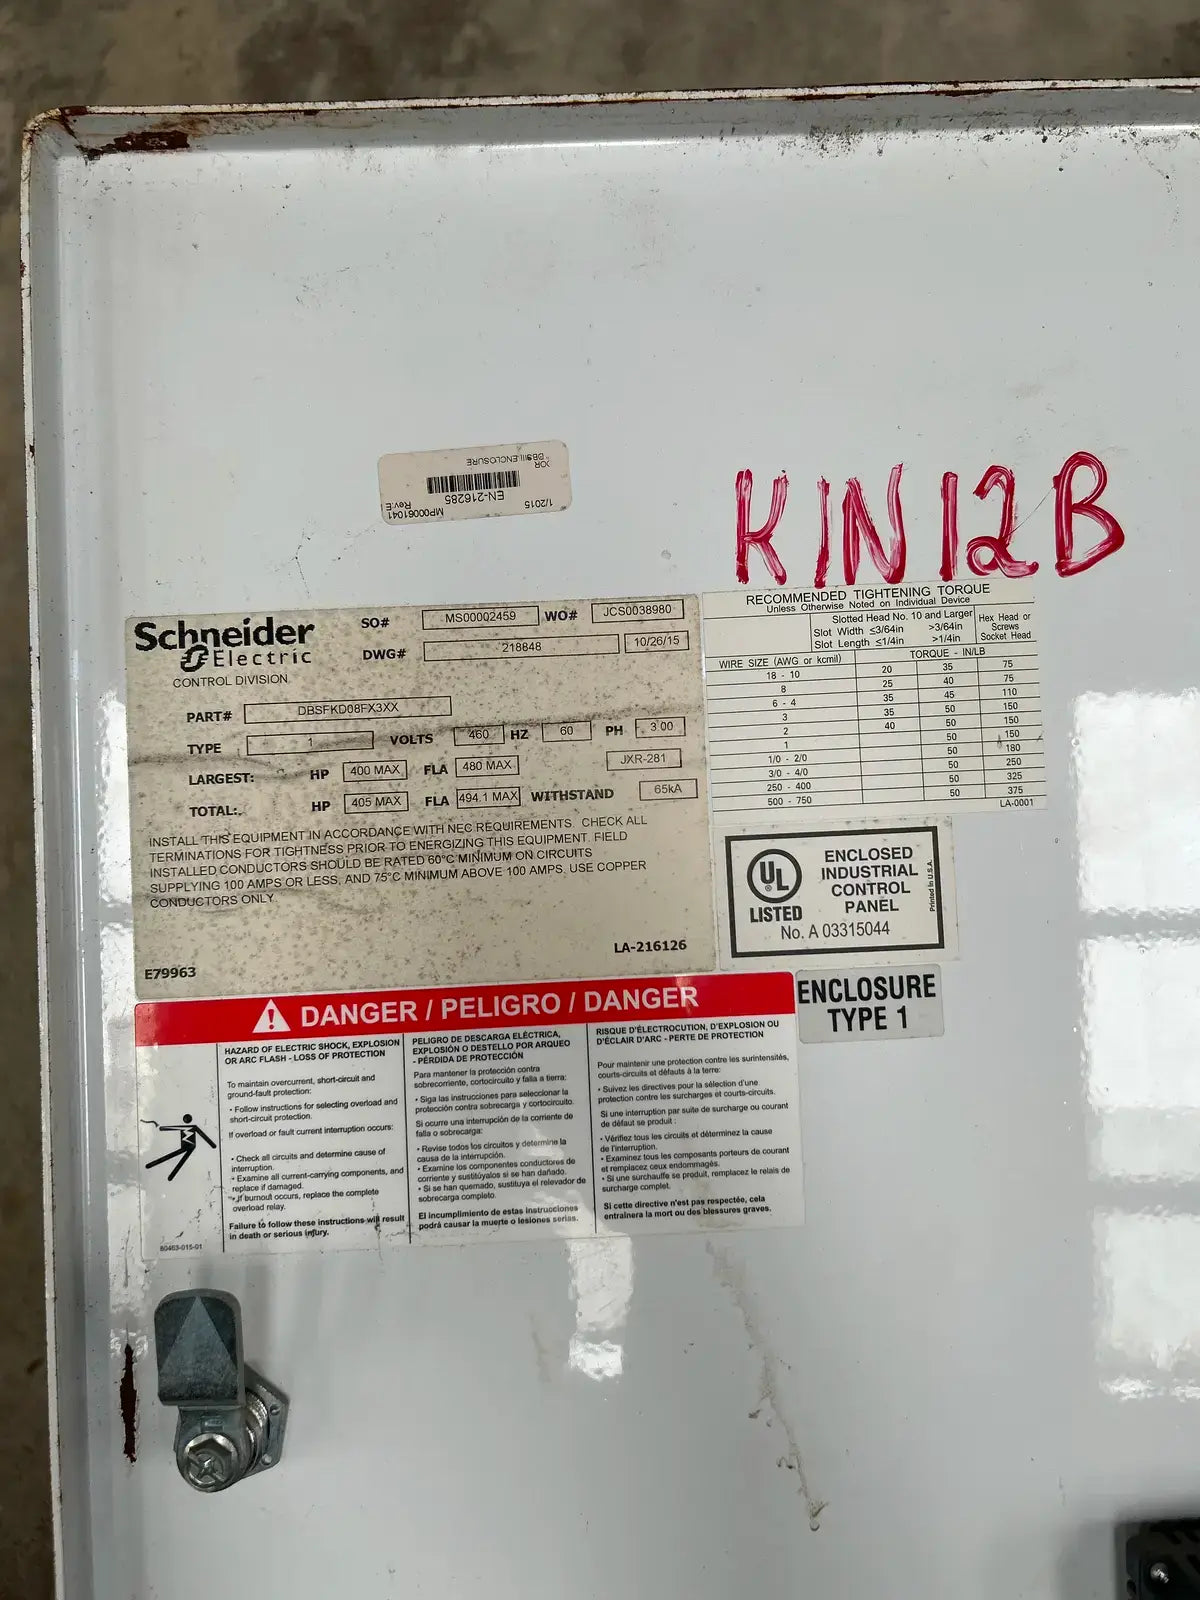 XOR
DBSIII ENCLOSURE
EN-216285
MP00061041
Rev:E
1/2015
KIN12B
Schneider
Electric
CONTROL DIVISION
SO# MS00002459 WO# JCS0038980
DWG# 218848 10/26/15
PART# DBSFKD08FX3XX
TYPE 1 VOLTS 460 HZ 60 PH 3.00
LARGEST: HP 400 MAX FLA 480 MAX JXR-281
TOTAL: HP 405 MAX FLA 494.1 MAX WITHSTAND 65kA
INSTALL THIS EQUIPMENT IN ACCORDANCE WITH NEC REQUIREMENTS. CHECK ALL
TERMINATIONS FOR TIGHTNESS PRIOR TO ENERGIZING THIS EQUIPMENT. FIELD
INSTALLED CONDUCTORS SHOULD BE RATED 60°C MINIMUM ON CIRCUITS
SUPPLYING 100 AMPS OR LESS, AND 75°C MINIMUM ABOVE 100 AMPS. USE COPPER
CONDUCTORS ONLY.
LA-216126
E79963
RECOMMENDED TIGHTENING TORQUE
Unless Otherwise Noted on Individual Device
Slotted Head No. 10 and Larger
Slot Width ≤3/64in >3/64in
Slot Length ≤1/4in >1/4in
Hex Head or
Screws
Socket Head
WIRE SIZE (AWG or kcmil) TORQUE - IN/LB
18 - 10 20 35 75
8 25 40 75
6 - 4 35 45 110
3 35 50 150
2 40 50 150
1 50 150
1/0 - 2/0 50 180
3/0 - 4/0 50 250
250 - 400 50 325
500 - 750 50 375
LA-0001
UL
LISTED
ENCLOSED
INDUSTRIAL
CONTROL
PANEL
No. A 03315044
Printed in U.S.A.
ENCLOSURE
TYPE 1
DANGER / PELIGRO / DANGER
HAZARD OF ELECTRIC SHOCK, EXPLOSION
OR ARC FLASH - LOSS OF PROTECTION
To maintain overcurrent, short-circuit and
ground-fault protection:
• Follow instructions for selecting overload and
short-circuit protection.
If overload or fault current interruption occurs:
• Check all circuits and determine cause of
interruption.
• Examine all current-carrying components, and
replace if damaged.
• If burnout occurs, replace the complete
overload relay.
Failure to follow these instructions will result
in death or serious injury.
80463-015-01
PELIGRO DE DESCARGA ELÉCTRICA,
EXPLOSIÓN O DESTELLO POR ARQUEO
- PÉRDIDA DE PROTECCIÓN
Para mantener la protección contra
sobrecorriente, cortocircuito y falla a tierra:
• Siga las instrucciones para seleccionar la
protección contra sobrecarga y cortocircuito.
Si ocurre una interrupción de la corriente de
falla o sobrecarga:
• Revise todos los circuitos y determine la
causa de la interrupción.
• Examine los componentes conductores de
corriente y sustitúyalos si se han dañado.
• Si se han quemado, sustituya el relevador de
sobrecarga completo.
El incumplimiento de estas instrucciones
podrá causar la muerte o lesiones serias.
RISQUE D'ÉLECTROCUTION, D'EXPLOSION OU
D'ÉCLAIR D'ARC - PERTE DE PROTECTION
Pour maintenir une protection contre les surintensités,
courts-circuits et défauts à la terre:
• Suivez les directives pour la sélection d'une
protection contre les surcharges et courts-circuits.
Si une interruption par suite de surcharge ou courant
de défaut se produit :
• Vérifiez tous les circuits et déterminez la cause
de l'interruption.
• Examinez tous les composants porteurs de courant
et remplacez ceux endommagés.
• Si une surchauffe se produit, remplacez le relais de
surcharge complet.
Si cette directive n'est pas respectée, cela
entraînera la mort ou des blessures graves.